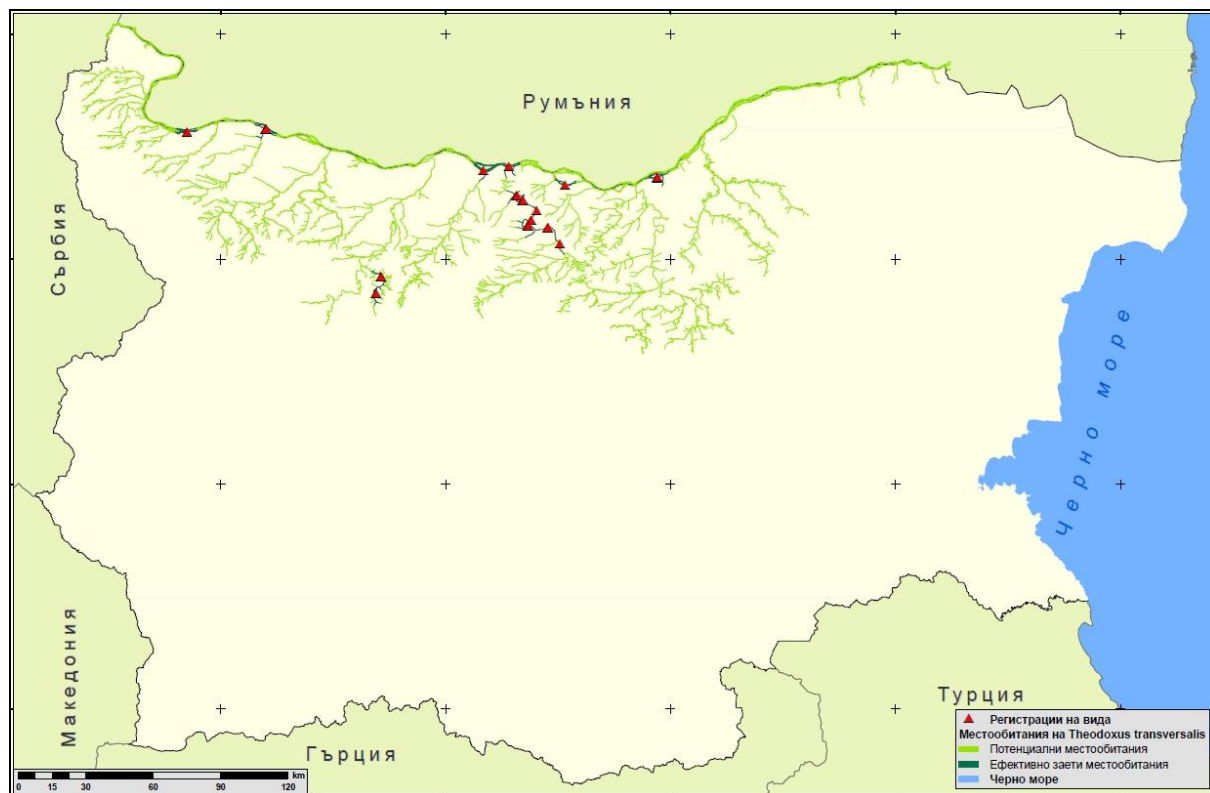 Румъния
Сърбия
Черно море
Македония
Турция
Гърция
Регистрации на вида
Местообитания на Theodoxus transversalis
Потенциални местообитания
Ефективно заети местообитания
Черно море
km
0 15 30 60 90 120